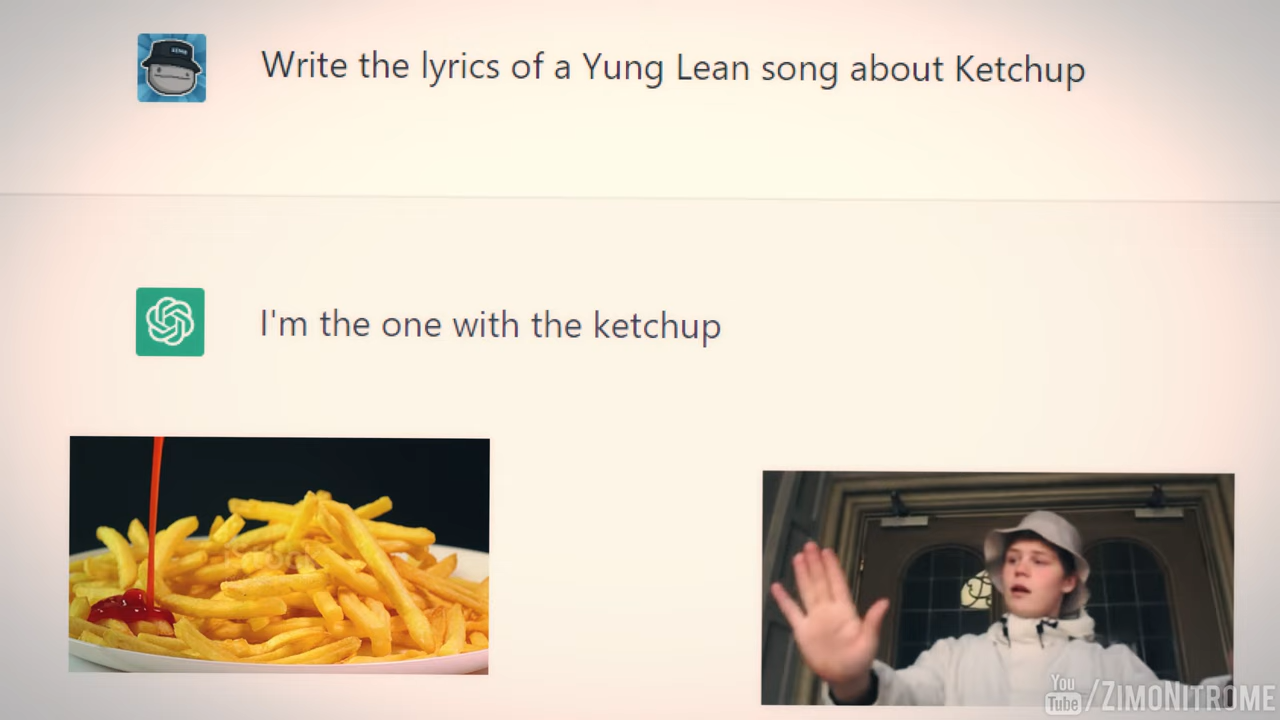 Write the lyrics of a Yung Lean song about Ketchup
I'm the one with the ketchup
You
Tube /ZIMONITROME